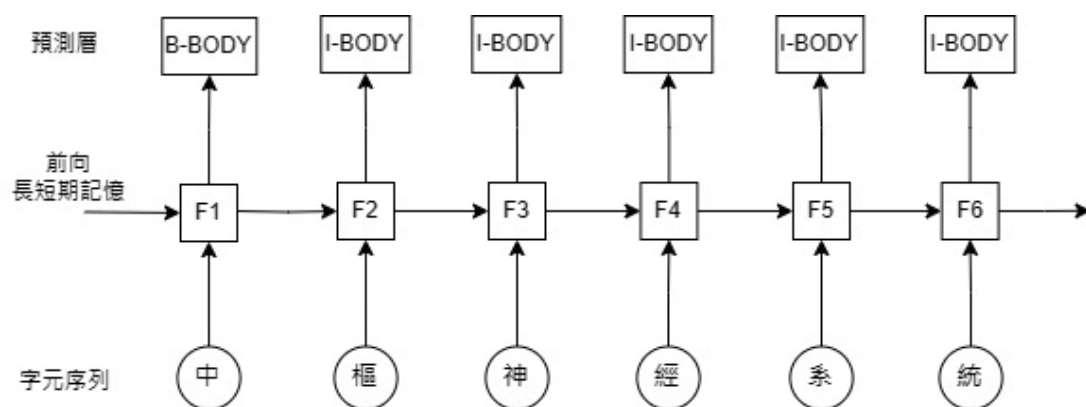 預測層 B-BODY I-BODY I-BODY I-BODY I-BODY I-BODY
前向
長短期記憶
F1 F2 F3 F4 F5 F6
字元序列 中 樞 神 經 系 統